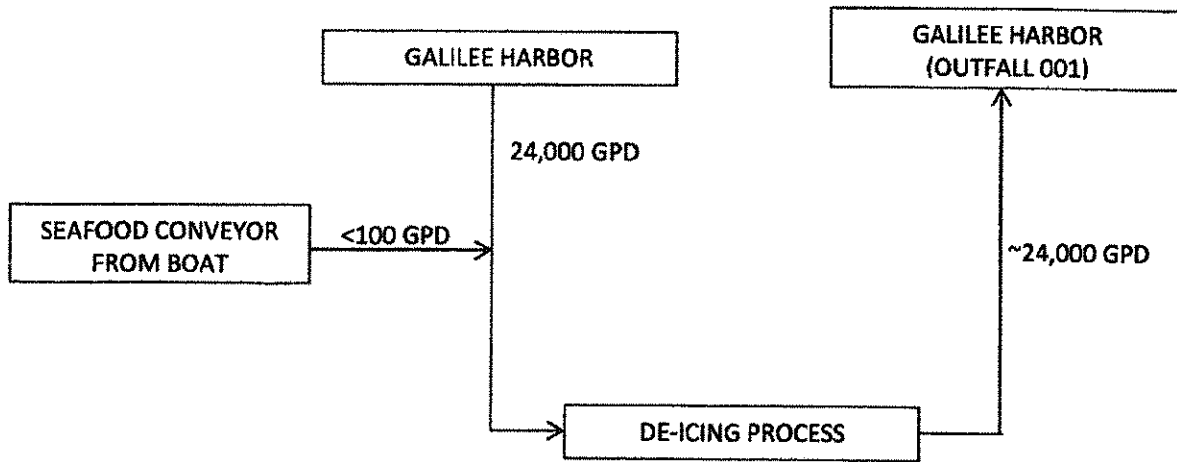 GALILEE HARBOR
GALILEE HARBOR
(OUTFALL 001)
24,000 GPD
SEAFOOD CONVEYOR
FROM BOAT
<100 GPD
~24,000 GPD
DE-ICING PROCESS